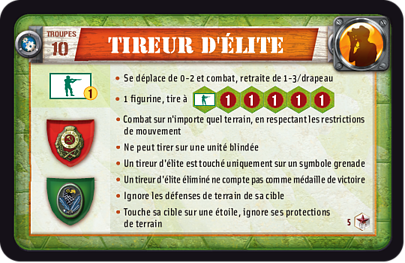 TROUPES
10
TIREUR D'ÉLITE
1
• Se déplace de 0-2 et combat, retraite de 1-3/drapeau
• 1 figurine, tire à 1 1 1 1 1
• Combat sur n'importe quel terrain, en respectant les restrictions
de mouvement
• Ne peut tirer sur une unité blindée
• Un tireur d'élite est touché uniquement sur un symbole grenade
• Un tireur d'élite éliminé ne compte pas comme médaille de victoire
• Ignore les défenses de terrain de sa cible
• Touche sa cible sur une étoile, ignore ses protections
de terrain
5